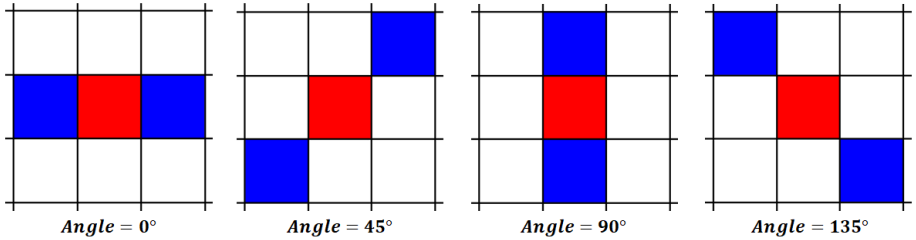 Angle = 0°
Angle = 45°
Angle = 90°
Angle = 135°